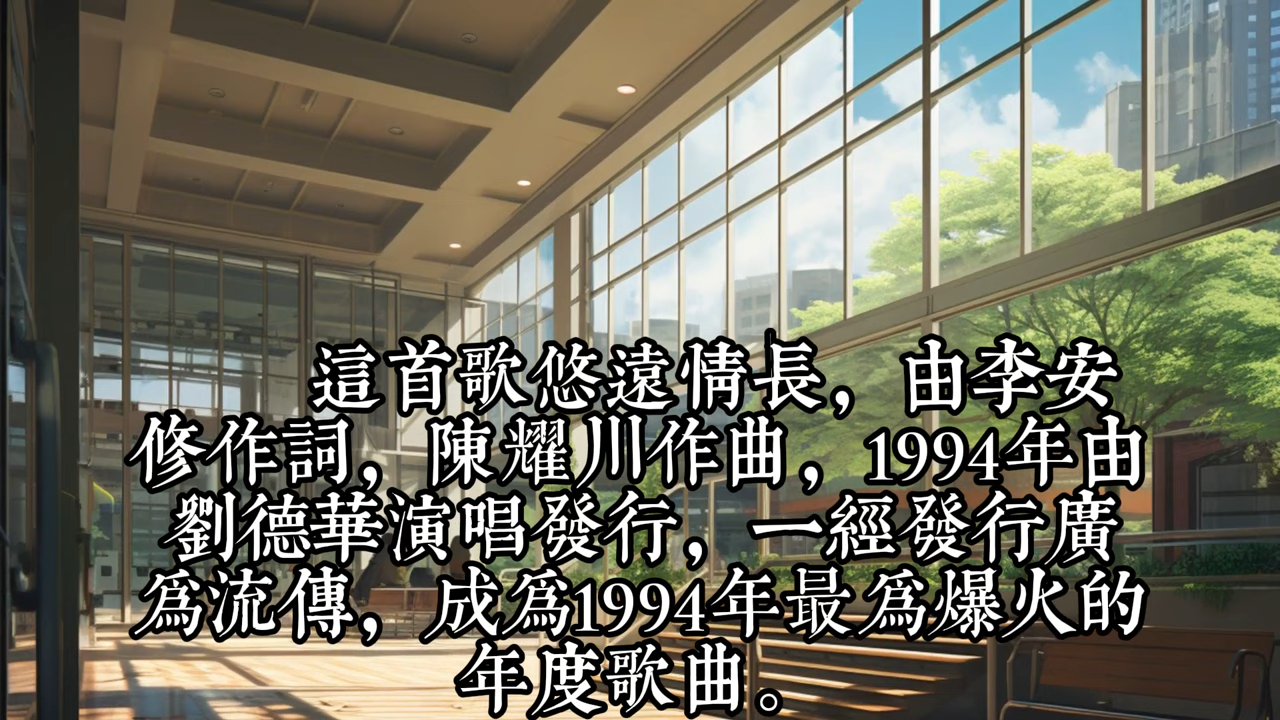 這首歌悠遠情長，由李安
修作詞，陳耀川作曲，1994年由
劉德華演唱發行，一經發行廣
爲流傳，成爲1994年最爲爆火的
年度歌曲。